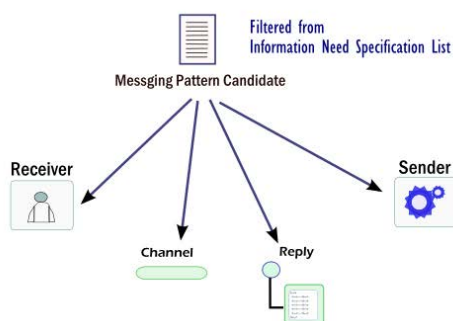 Filtered from
Information Need Specification List
Messging Pattern Candidate
Receiver
Sender
Channel
Reply